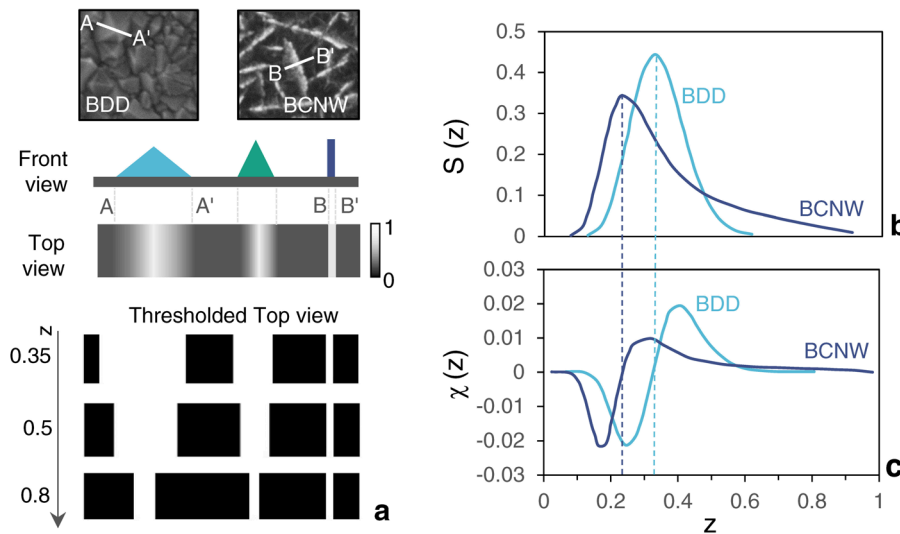 A
A'
BDD
B
B'
BCNW
Front
view
A
A'
B
B'
Top
view
1
0
Thresholded Top view
z
0.35
0.5
0.8
a
0.5
0.4
0.3
0.2
0.1
0
S (z)
BDD
BCNW
b
0.03
0.02
0.01
0
-0.01
-0.02
-0.03
χ (z)
BDD
BCNW
c
0
0.2
0.4
0.6
0.8
1
z